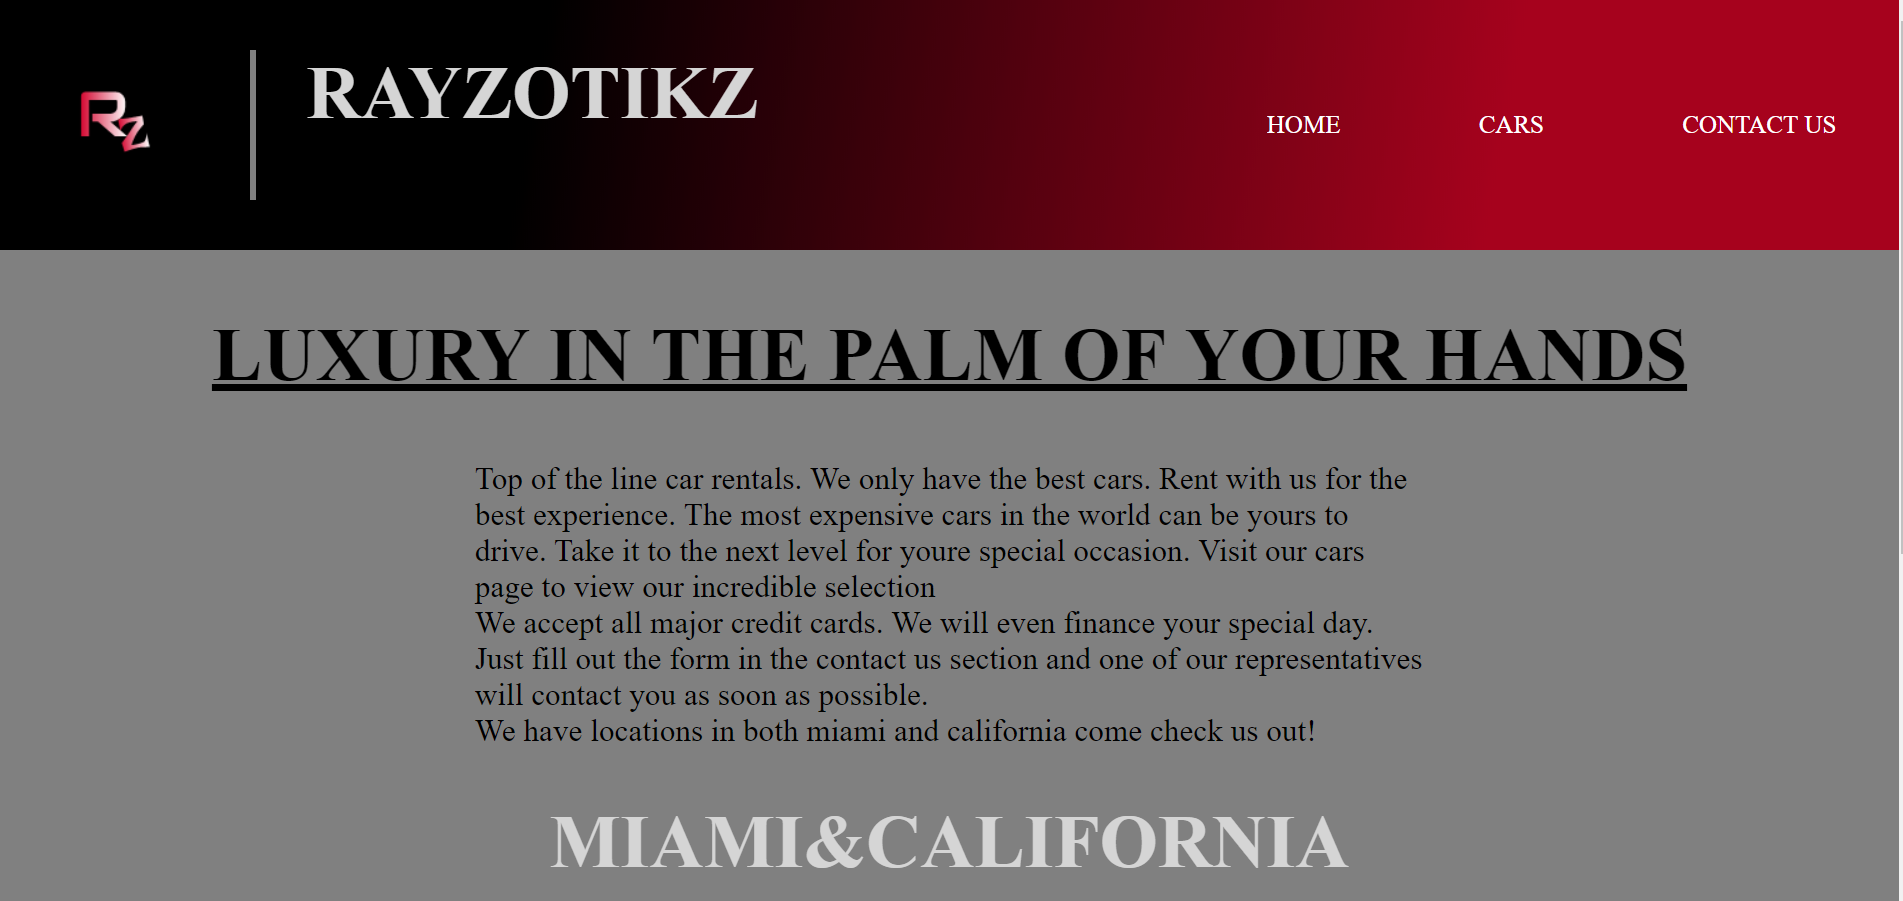 Rz
RAYZOTIKZ
HOME
CARS
CONTACT US
LUXURY IN THE PALM OF YOUR HANDS
Top of the line car rentals. We only have the best cars. Rent with us for the
best experience. The most expensive cars in the world can be yours to
drive. Take it to the next level for youre special occasion. Visit our cars
page to view our incredible selection
We accept all major credit cards. We will even finance your special day.
Just fill out the form in the contact us section and one of our representatives
will contact you as soon as possible.
We have locations in both miami and california come check us out!
MIAMI&CALIFORNIA